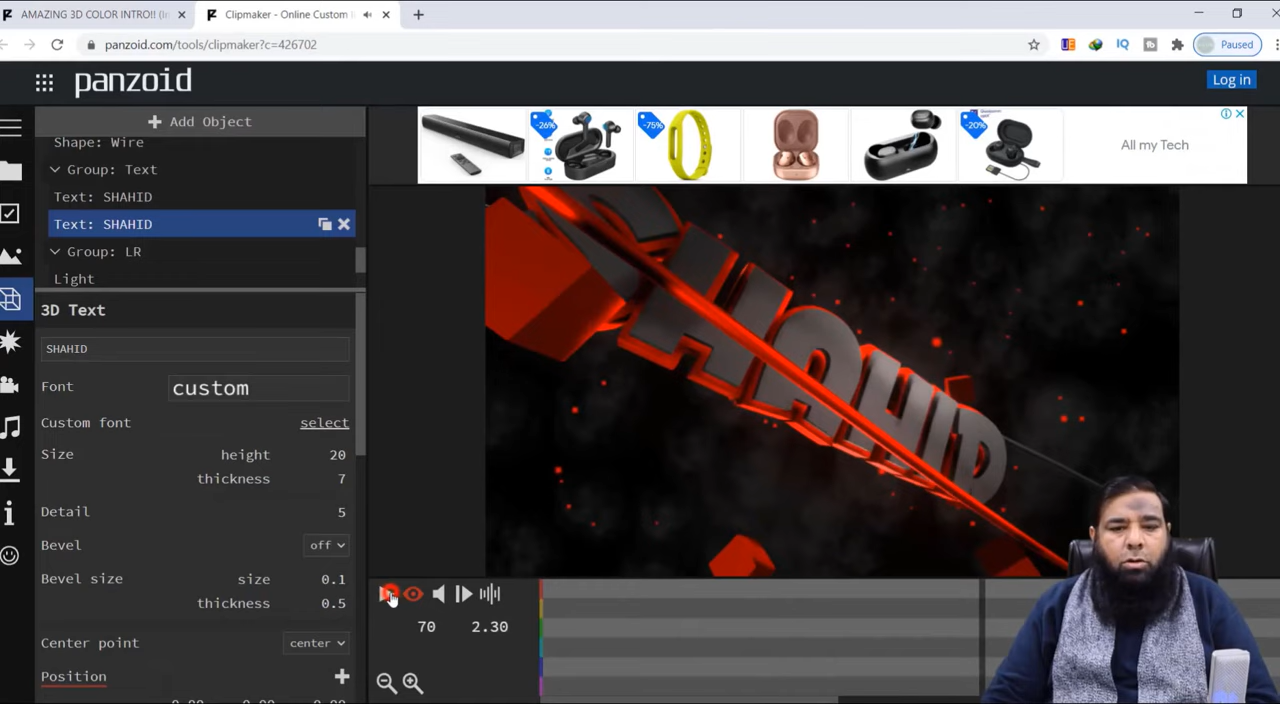 AMAZING 3D COLOR INTRO!! (In
Clipmaker - Online Custom I
panzoid.com/tools/clipmaker?c=426702
UE
IQ
Paused
panzoid
Log in
+ Add Object
Shape: Wire
Group: Text
Text: SHAHID
Text: SHAHID
Group: LR
Light
3D Text
SHAHID
Font custom
Custom font select
Size height 20
thickness 7
Detail 5
Bevel off
Bevel size size 0.1
thickness 0.5
Center point center
Position +
-26%
-75%
-20%
All my Tech
SHAHID
70 2.30